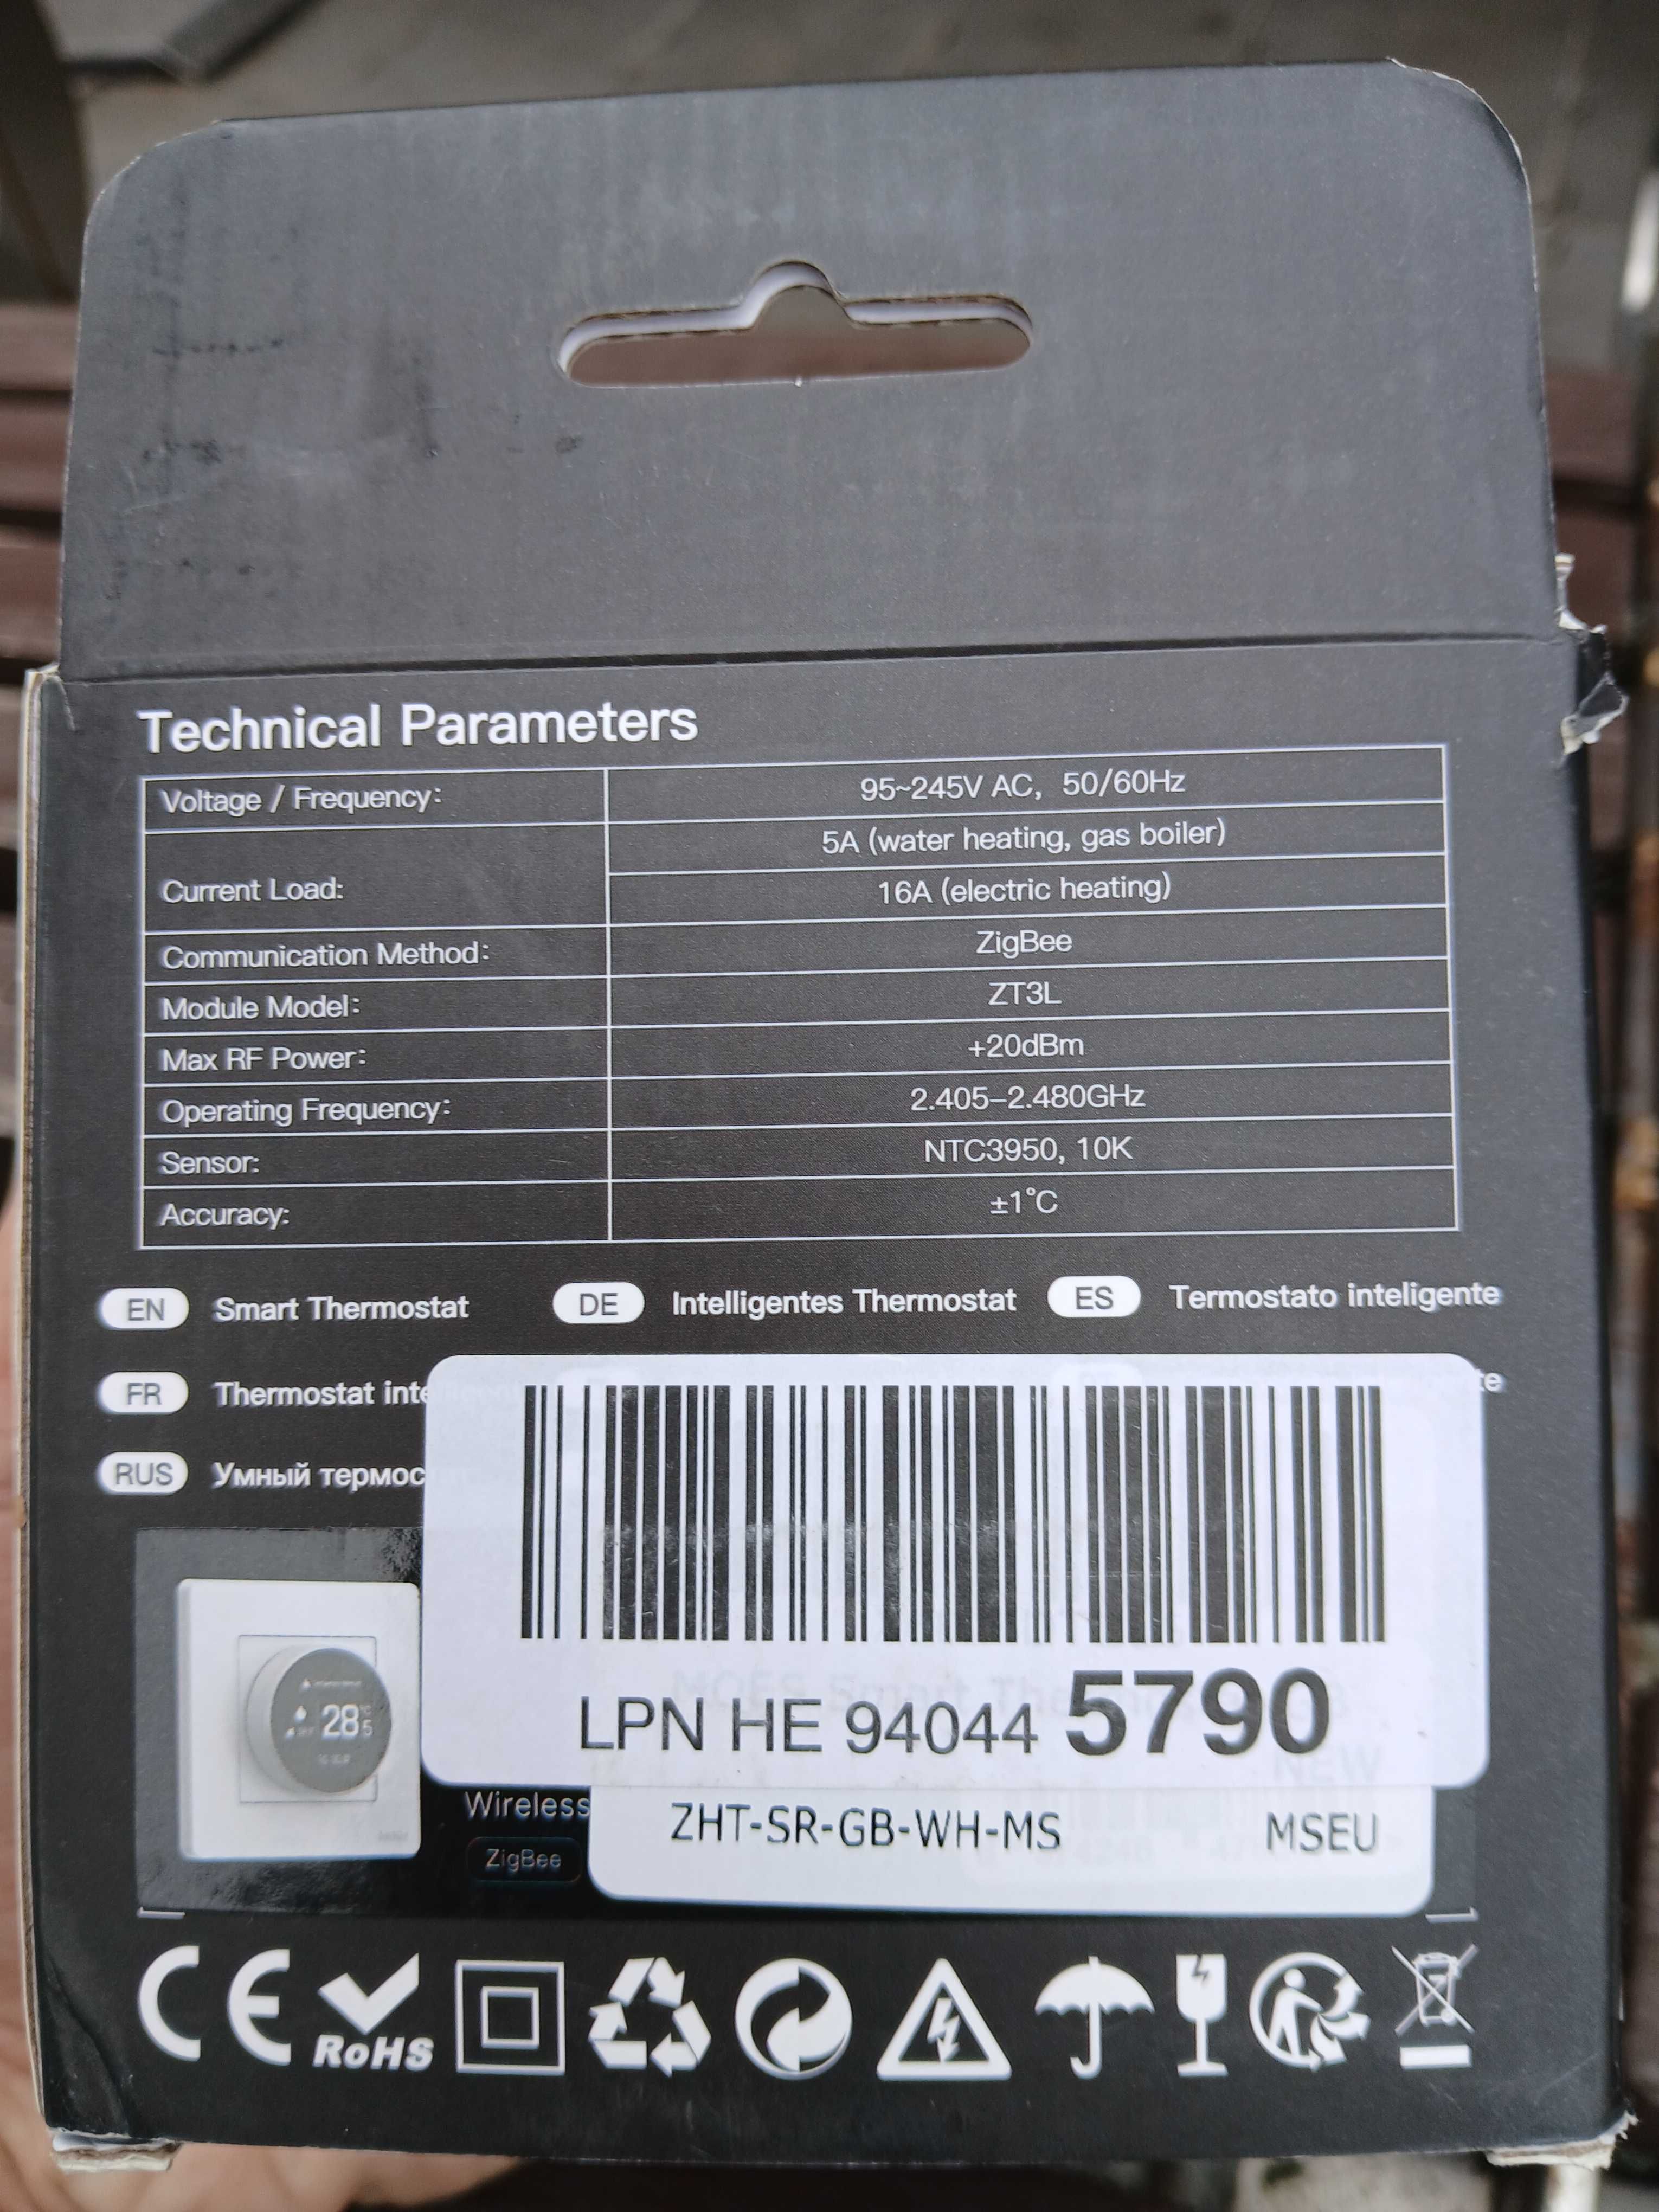 Technical Parameters
Voltage / Frequency: 95~245V AC, 50/60Hz
Current Load: 5A (water heating, gas boiler)
16A (electric heating)
Communication Method: ZigBee
Module Model: ZT3L
Max RF Power: +20dBm
Operating Frequency: 2.405–2.480GHz
Sensor: NTC3950, 10K
Accuracy: ±1°C
EN Smart Thermostat DE Intelligentes Thermostat ES Termostato inteligente
FR Thermostat inte te
RUS Умный термос
28.5
LPN HE 94044 5790
Wireless
ZigBee
ZHT-SR-GB-WH-MS MSEU
CE RoHS